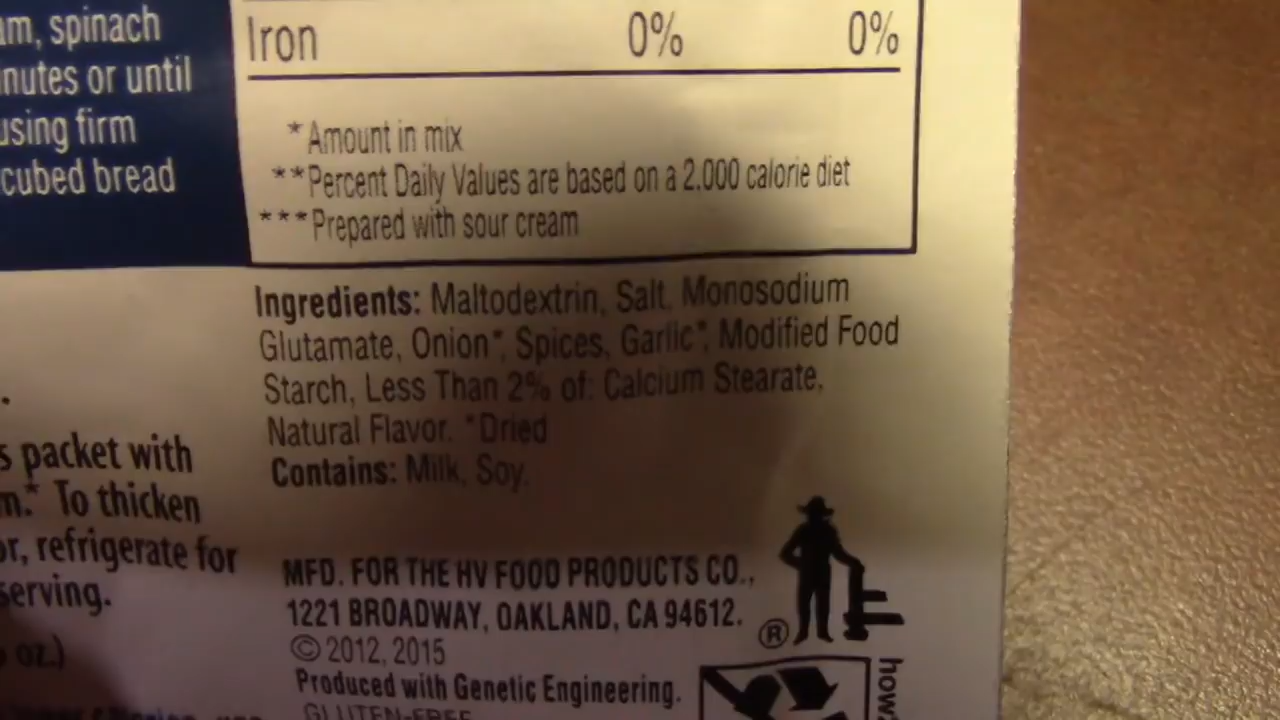 am, spinach
nutes or until
using firm
cubed bread
Iron 0% 0%
*Amount in mix
**Percent Daily Values are based on a 2.000 calorie diet
***Prepared with sour cream
Ingredients: Maltodextrin, Salt, Monosodium
Glutamate, Onion*, Spices, Garlic*, Modified Food
Starch, Less Than 2% of: Calcium Stearate,
Natural Flavor. *Dried
Contains: Milk, Soy.
s packet with
m.* To thicken
or, refrigerate for
serving.
oz.)
MFD. FOR THE HV FOOD PRODUCTS CO.,
1221 BROADWAY, OAKLAND, CA 94612.
® 
© 2012, 2015
Produced with Genetic Engineering.
GLUTEN-FREE
how2